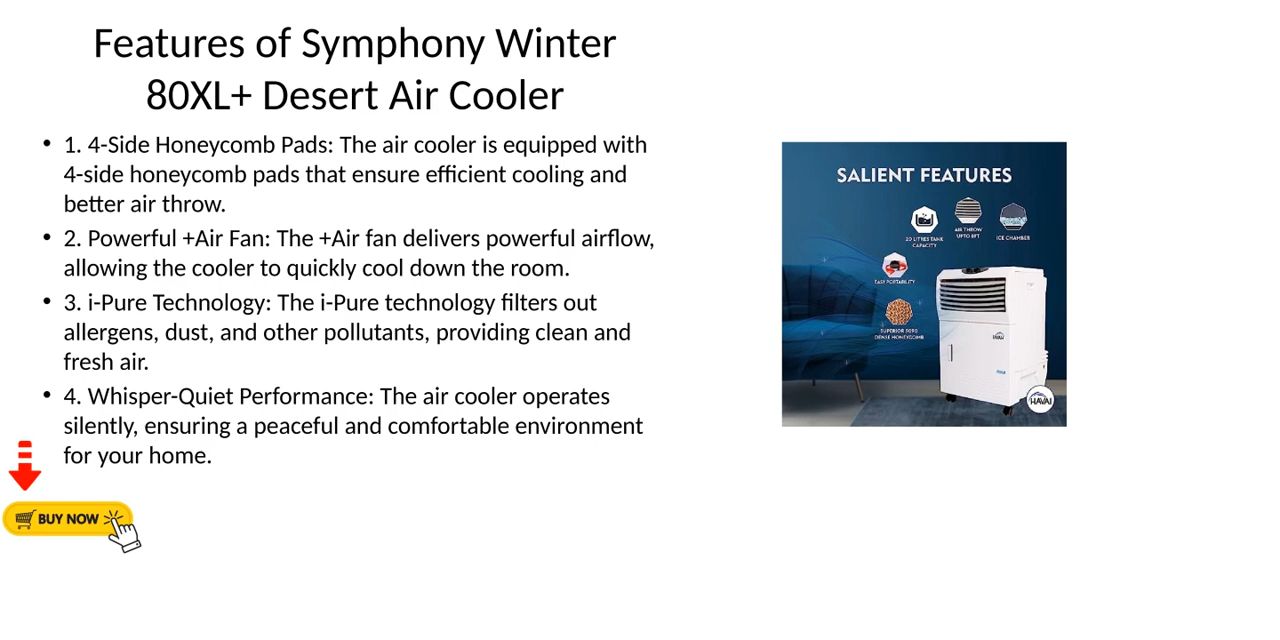 Features of Symphony Winter
80XL+ Desert Air Cooler
• 1. 4-Side Honeycomb Pads: The air cooler is equipped with
4-side honeycomb pads that ensure efficient cooling and
better air throw.
• 2. Powerful +Air Fan: The +Air fan delivers powerful airflow,
allowing the cooler to quickly cool down the room.
• 3. i-Pure Technology: The i-Pure technology filters out
allergens, dust, and other pollutants, providing clean and
fresh air.
• 4. Whisper-Quiet Performance: The air cooler operates
silently, ensuring a peaceful and comfortable environment
for your home.
BUY NOW
SALIENT FEATURES
20 LITRES TANK
CAPACITY
AIR THROW
UPTO
ICE CHAMBER
EASY PORTABILITY
SUPERIOR
DENSE HONEYCOMB
HAVAI